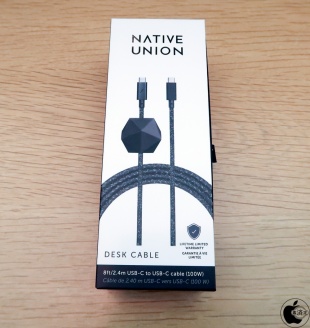 NATIVE
UNION
DESK CABLE
LIFETIME LIMITED
WARRANTY
GARANTIE À VIE
LIMITÉE
8ft/2.4m USB-C to USB-C cable (100W)
Câble de 2,40 m USB-C vers USB-C (100 W)